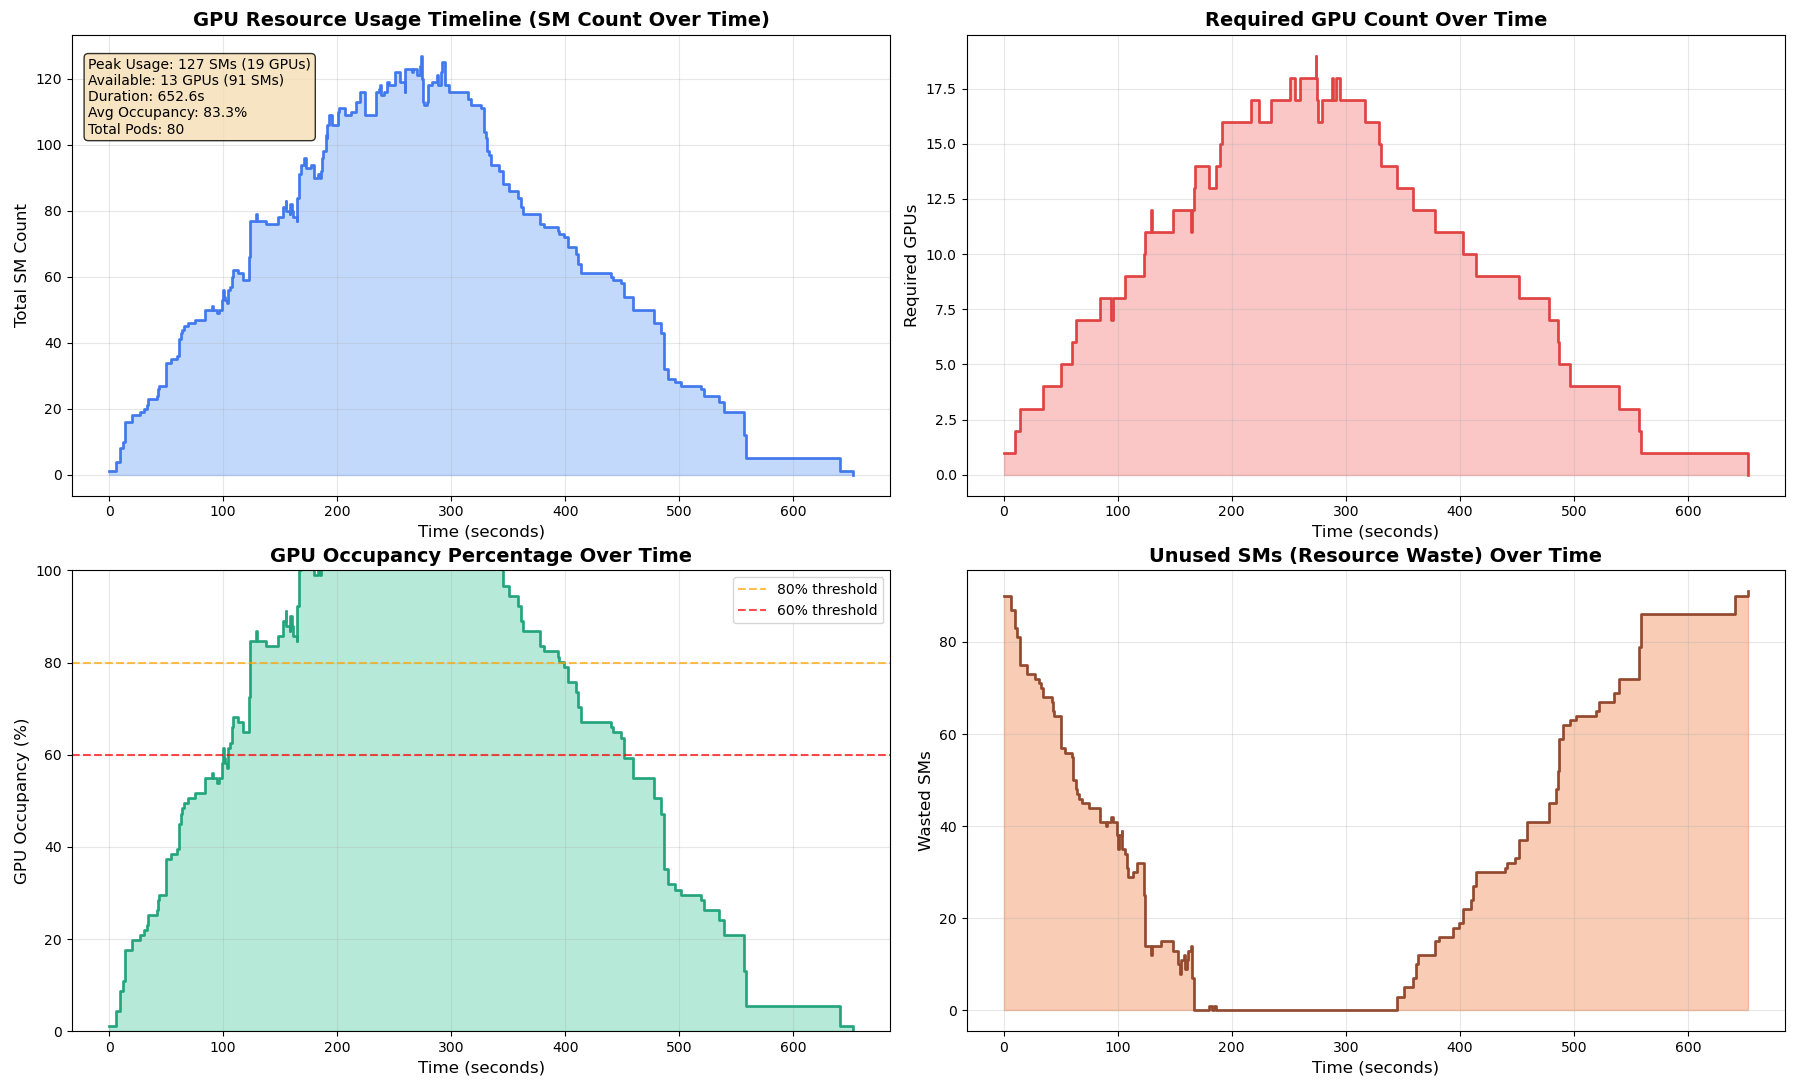 GPU Resource Usage Timeline (SM Count Over Time)
Peak Usage: 127 SMs (19 GPUs)
Available: 13 GPUs (91 SMs)
Duration: 652.6s
Avg Occupancy: 83.3%
Total Pods: 80
Total SM Count
120
100
80
60
40
20
0
0 100 200 300 400 500 600
Time (seconds)
Required GPU Count Over Time
Required GPUs
17.5
15.0
12.5
10.0
7.5
5.0
2.5
0.0
0 100 200 300 400 500 600
Time (seconds)
GPU Occupancy Percentage Over Time
80% threshold
60% threshold
GPU Occupancy (%)
100
80
60
40
20
0
0 100 200 300 400 500 600
Time (seconds)
Unused SMs (Resource Waste) Over Time
Wasted SMs
80
60
40
20
0
0 100 200 300 400 500 600
Time (seconds)